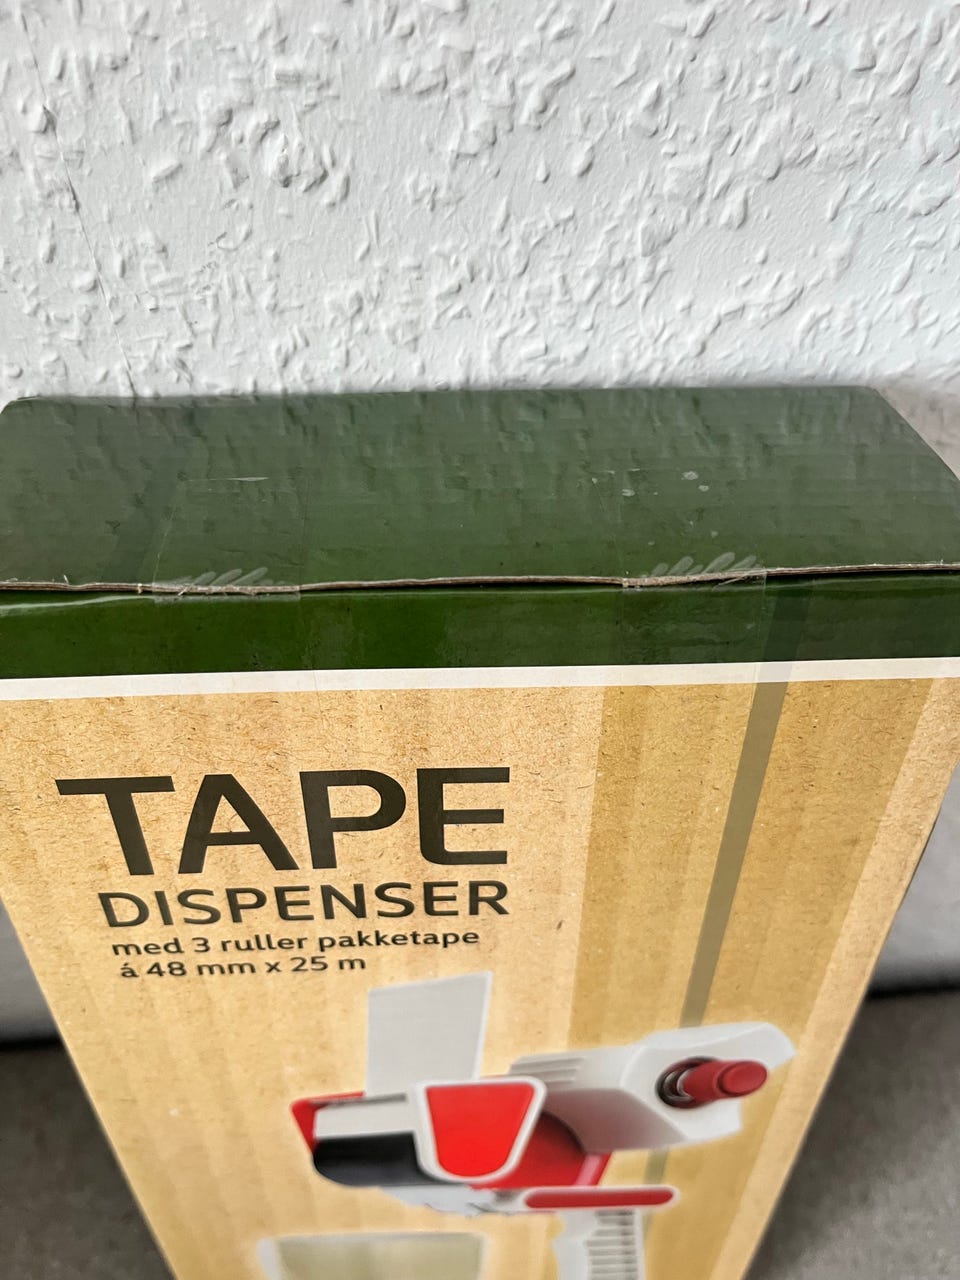 TAPE
DISPENSER
med 3 ruller pakketape
á 48 mm x 25 m